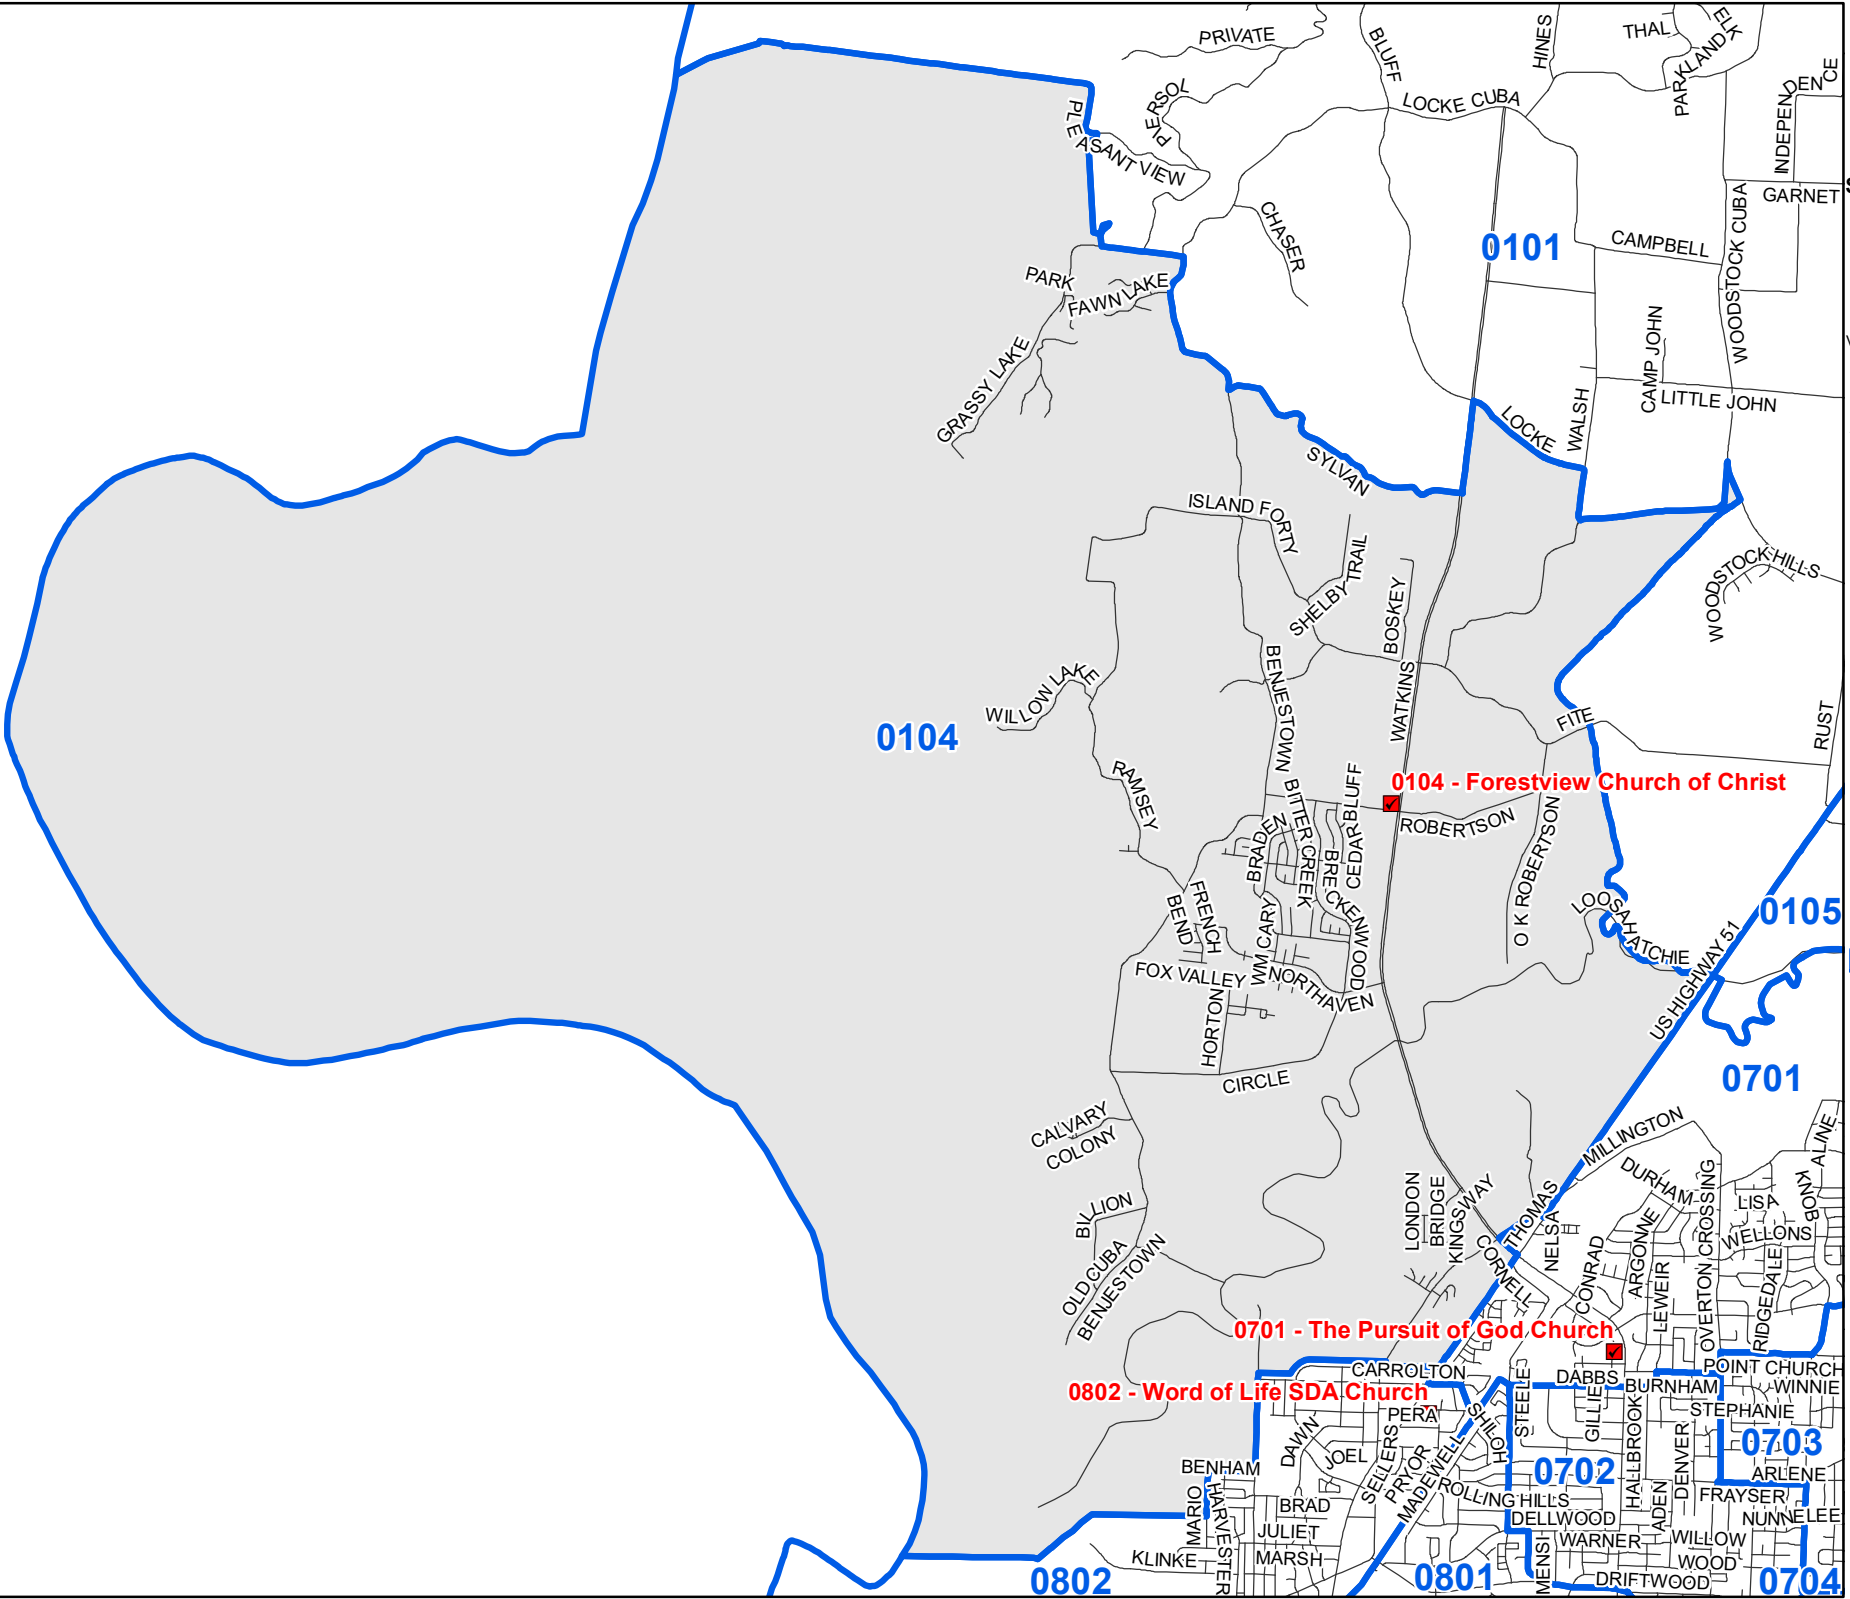 PRIVATE
BLUFF
HINES
THAL
ELK
PARKLAND
PIERSOL
LOCKE CUBA
INDEPENDENCE
PLEASANT VIEW
GARNET
CHASER
0101
CAMPBELL
WOODSTOCK CUBA
PARK
FAWN LAKE
GRASSY LAKE
CAMP JOHN
LITTLE JOHN
WALSH
LOCKE
SYLVAN
ISLAND FORTY
SHELBY TRAIL
BOSKEY
WOODSTOCK HILLS
WILLOW LAKE
BENJESTOWN
WATKINS
0104
FITE
RUST
RAMSEY
0104 - Forestview Church of Christ
BITTER CREEK
CEDARBLUFF
ROBERTSON
BRADEN
BRECKENWOOD
O K ROBERTSON
FRENCH
BEND
WM CARY
LOOSAHATCHIE
0105
FOX VALLEY
NORTHAVEN
US HIGHWAY 51
HORTON
CIRCLE
0701
CALVARY
COLONY
MILLINGTON
ALINE
DURHAM
LONDON
BRIDGE
KINGSWAY
THOMAS
NELSA
ARGONNE
OVERTON CROSSING
LISA
KNOB
WELLONS
BILLION
OLD CUBA
BENJESTOWN
CORNELL
CONRAD
LEWEIR
RIDGEDALE
0701 - The Pursuit of God Church
CARROLTON
DABBS
POINT CHURCH
0802 - Word of Life SDA Church
BURNHAM
WINNIE
PERA
SHILOH
STEELE
GILLIE
STEPHANIE
DAWN
JOEL
SELLERS
PRYOR
MADEWELL
HALLBROOK
DENVER
0703
0702
BENHAM
ARLENE
ROLLING HILLS
ADEN
FRAYSER
MARIO
HARVESTER
BRAD
DELLWOOD
NUNNELEE
JULIET
WARNER
WILLOW
KLINKE
MARSH
MENSI
WOOD
DRIFTWOOD
0802
0801
0704